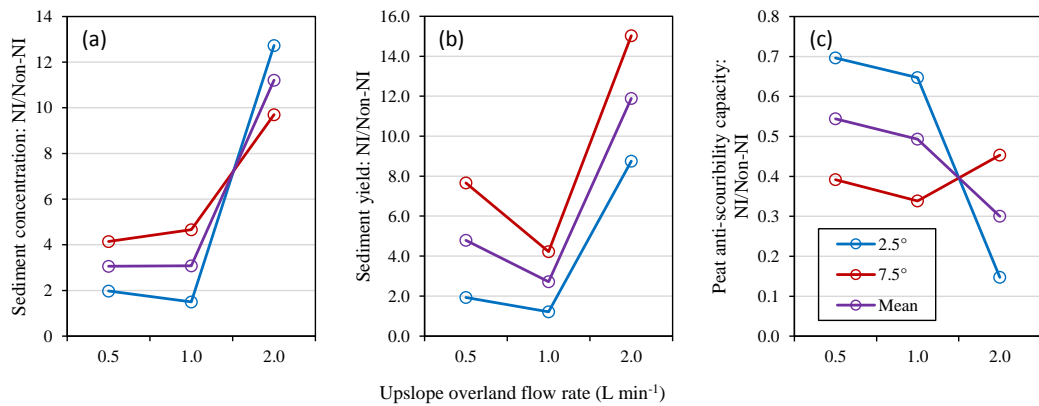 Sediment concentration: NI/Non-NI
14
12
10
8
6
4
2
0
(a)
0.5 1.0 2.0
Sediment yield: NI/Non-NI
16.0
14.0
12.0
10.0
8.0
6.0
4.0
2.0
0.0
(b)
0.5 1.0 2.0
Peat anti-scouribility capacity:
NI/Non-NI
0.8
0.7
0.6
0.5
0.4
0.3
0.2
0.1
0.0
(c)
2.5°
7.5°
Mean
0.5 1.0 2.0
Upslope overland flow rate (L min⁻¹)